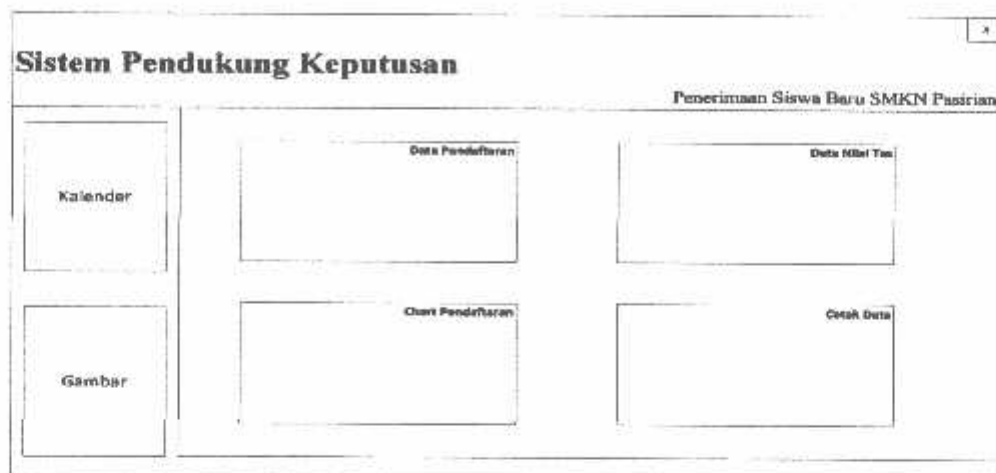 x
Sistem Pendukung Keputusan
Penerimaan Siswa Baru SMKN Pasirian
Kalender
Data Pendaftaran
Data Nilai Tes
Gambar
Chart Pendaftaran
Cetak Data